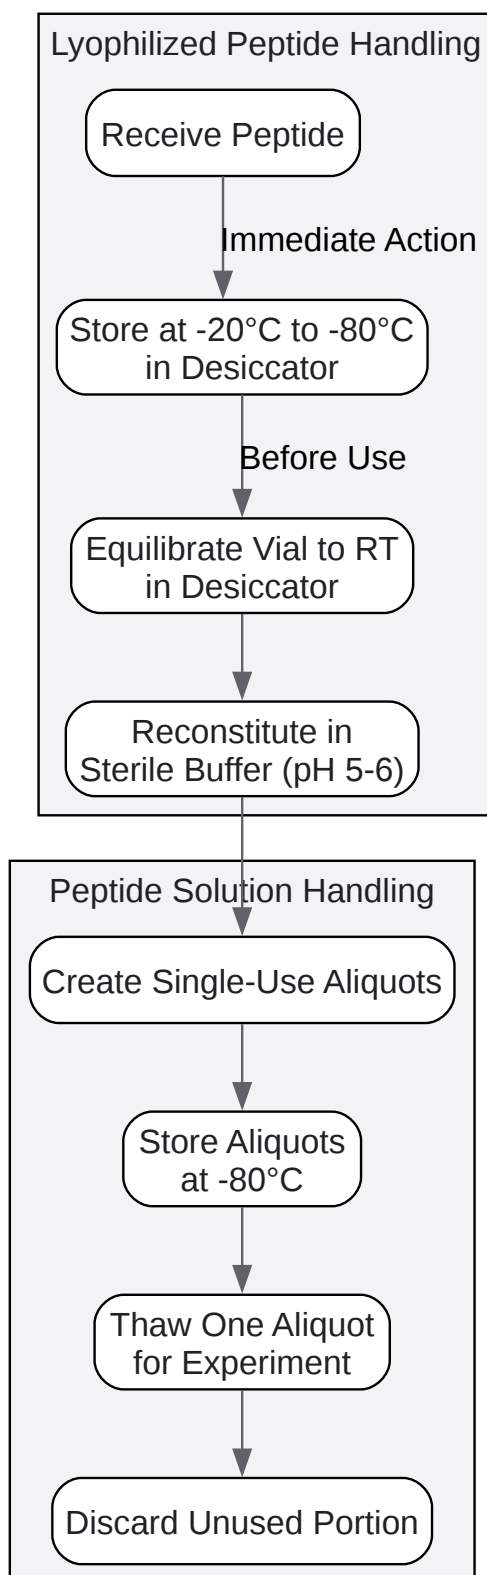 Lyophilized Peptide Handling
Receive Peptide
Immediate Action
Store at -20°C to -80°C
in Desiccator
Before Use
Equilibrate Vial to RT
in Desiccator
Reconstitute in
Sterile Buffer (pH 5-6)
Peptide Solution Handling
Create Single-Use Aliquots
Store Aliquots
at -80°C
Thaw One Aliquot
for Experiment
Discard Unused Portion